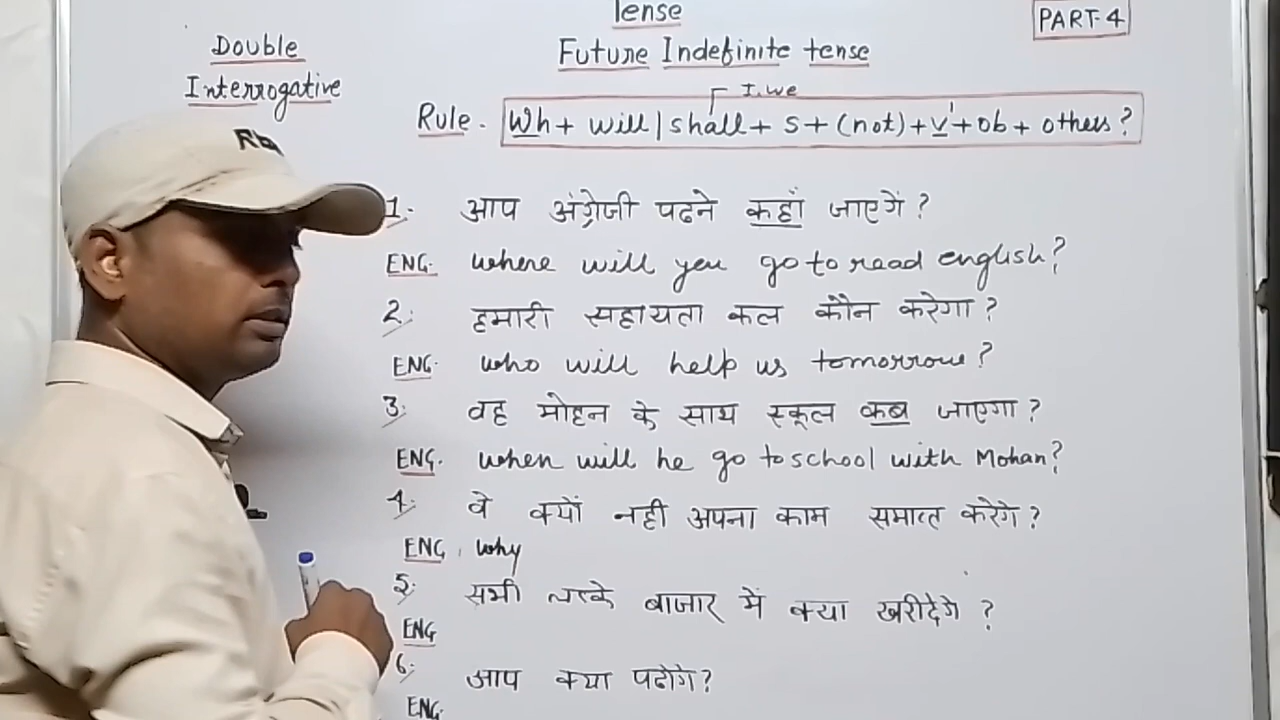 Tense
PART-4
Double
Interrogative
Future Indefinite tense
I, we
Rule. Wh+ will|shall+ s+(not)+v¹+ob+ others?
1. आप अंग्रेजी पढने कहाँ जाएगें?
ENG. where will you go to read english?
2. हमारी सहायता कल कौन करेगा?
ENG. who will help us tomorrow?
3. वह मोहन के साथ स्कूल कब जाएगा?
ENG. when will he go to school with Mohan?
4. वे क्यों नही अपना काम समाप्त करेगे?
ENG. why
5. सभी लडके बाजार में क्या खरीदेगे?
ENG
6. आप क्या पढोगे?
ENG.